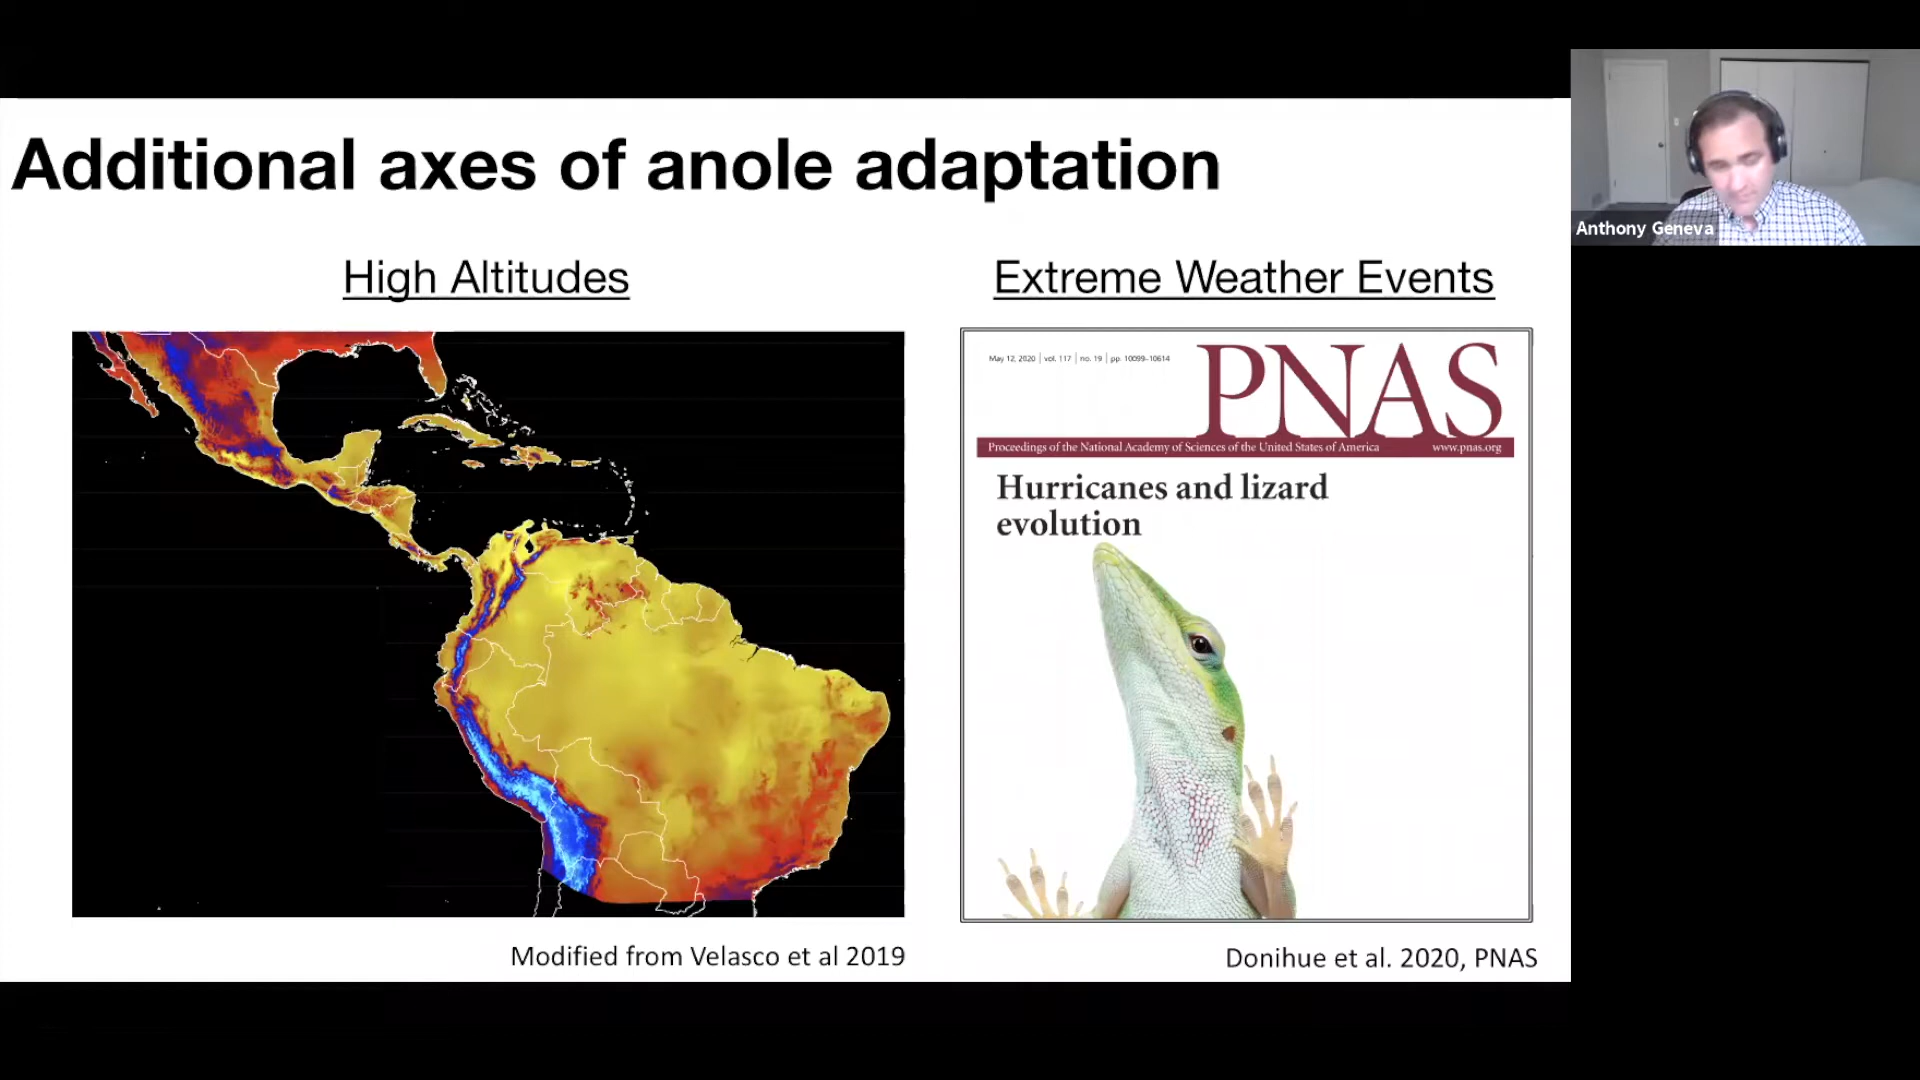 Additional axes of anole adaptation
High Altitudes
Extreme Weather Events
May 12, 2020 | vol. 117 | no. 19 | pp. 10099–10614
PNAS
Proceedings of the National Academy of Sciences of the United States of America www.pnas.org
Hurricanes and lizard
evolution
Modified from Velasco et al 2019
Donihue et al. 2020, PNAS
Anthony Geneva